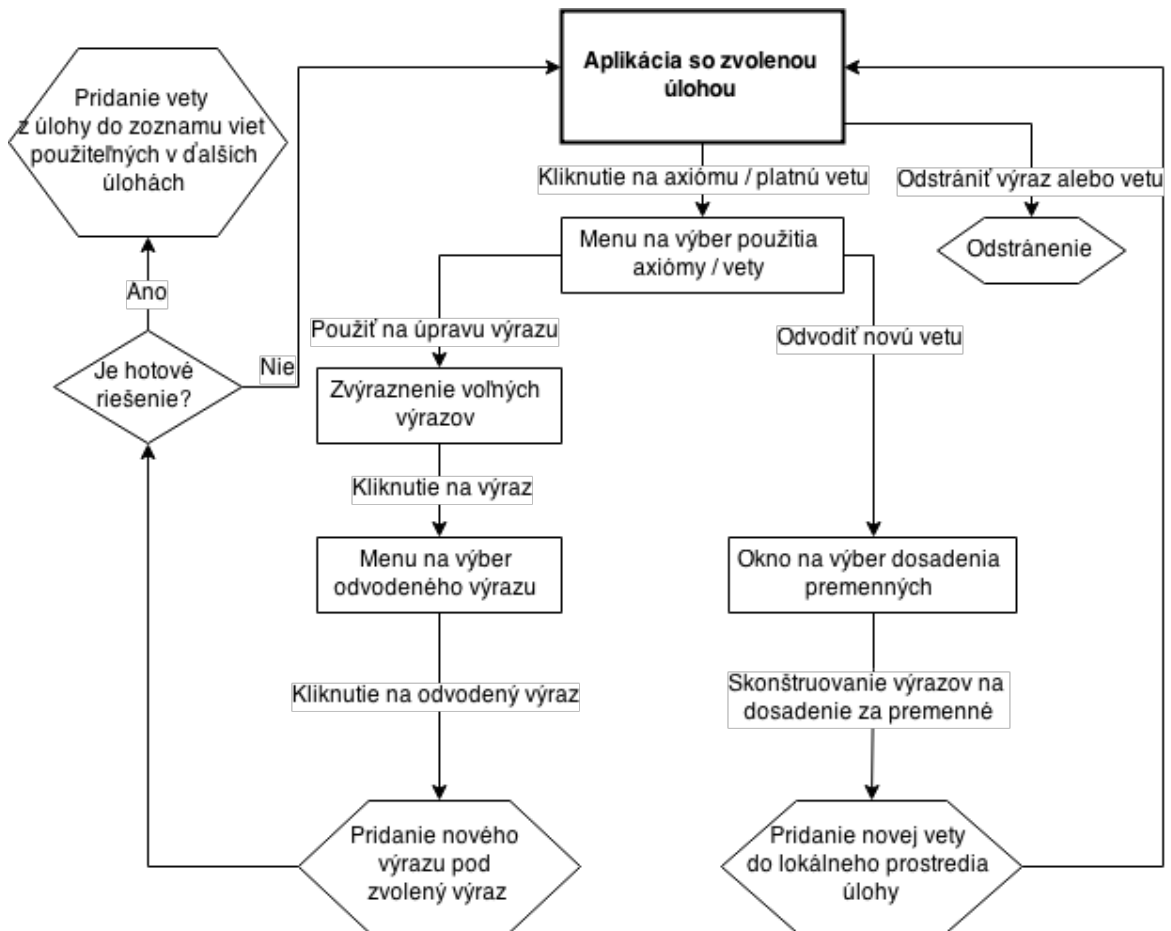 Aplikácia so zvolenou
úlohou
Pridanie vety
z úlohy do zoznamu viet
použiteľných v ďalších
úlohách
Kliknutie na axiómu / platnú vetu
Odstrániť výraz alebo vetu
Menu na výber použitia
axiómy / vety
Odstránenie
Ano
Použiť na úpravu výrazu
Odvodiť novú vetu
Je hotové
riešenie?
Nie
Zvýraznenie voľných
výrazov
Kliknutie na výraz
Menu na výber
odvodeného výrazu
Okno na výber dosadenia
premenných
Kliknutie na odvodený výraz
Skonštruovanie výrazov na
dosadenie za premenné
Pridanie nového
výrazu pod
zvolený výraz
Pridanie novej vety
do lokálneho prostredia
úlohy